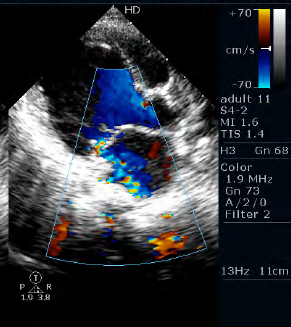 HD
+70
cm/s
-70
adult 11
S4-2
MI 1.6
TIS 1.4
H3 Gn 68
Color
1.9 MHz
Gn 73
A/2/0
Filter 2
13Hz 11cm
T
P R
1.9 3.8